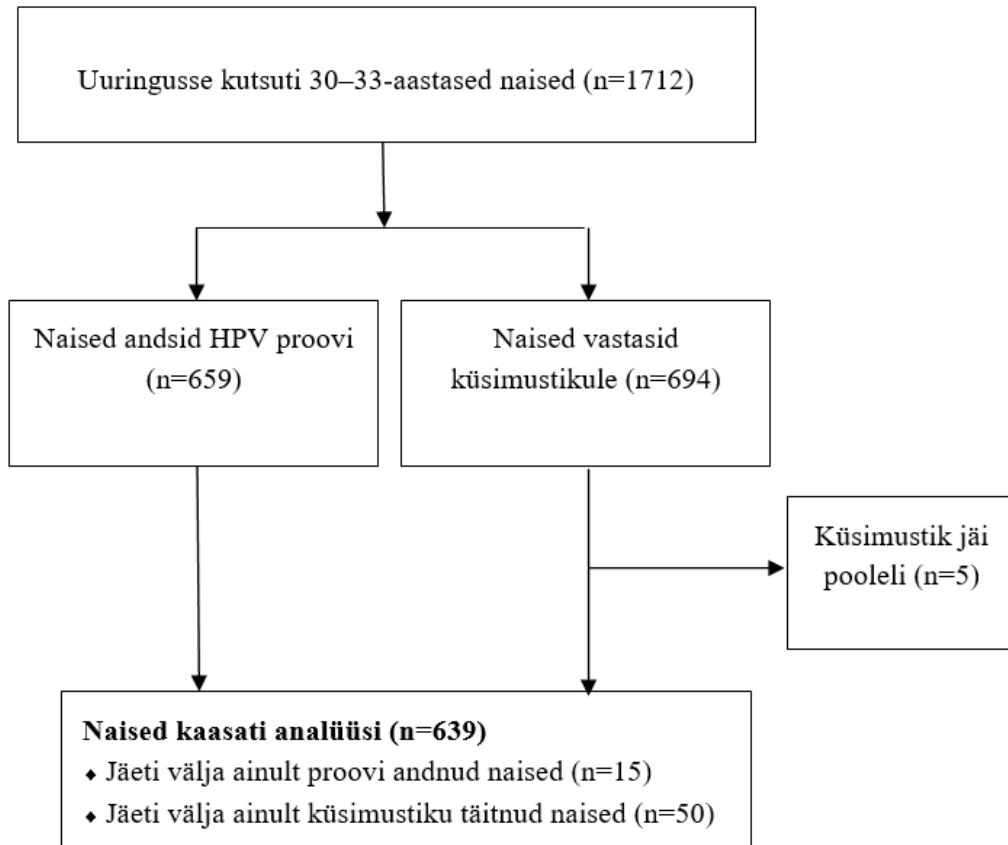 Uuringusse kutsuti 30–33-aastased naised (n=1712)
Naised andsid HPV proovi
(n=659)
Naised vastasid
küsimustikule (n=694)
Küsimustik jäi
pooleli (n=5)
Naised kaasati analüüsi (n=639)
⬩ Jäeti välja ainult proovi andnud naised (n=15)
⬩ Jäeti välja ainult küsimustiku täitnud naised (n=50)